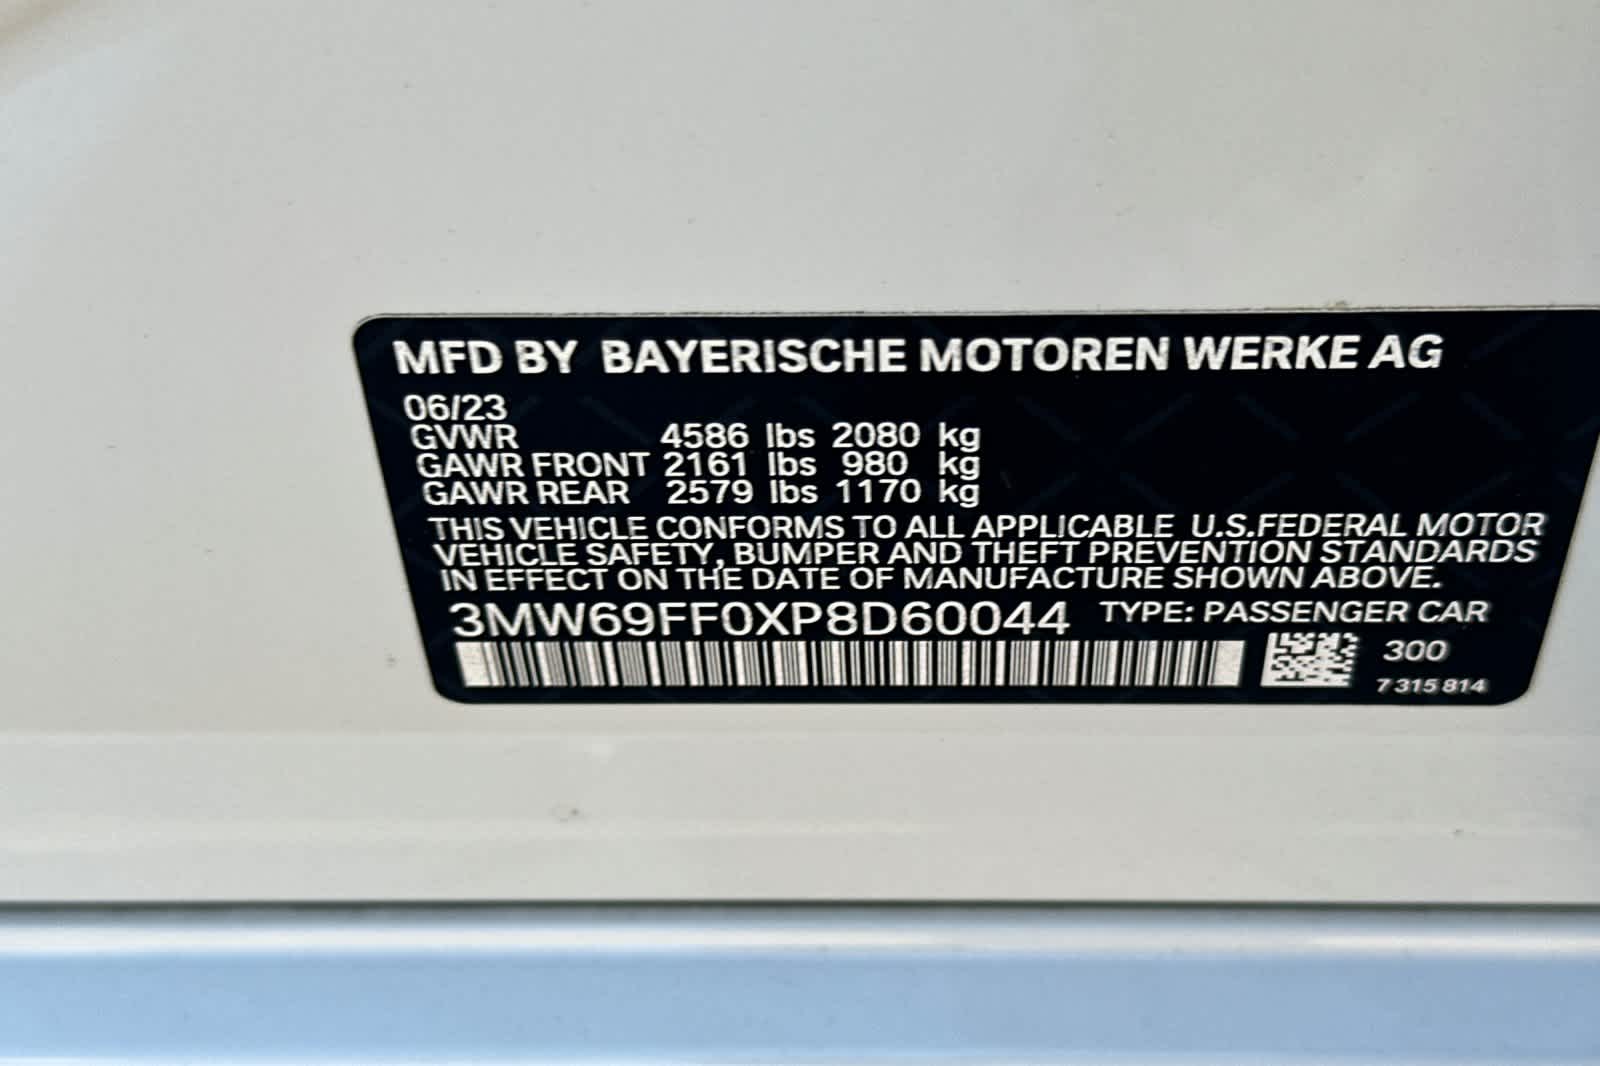 MFD BY BAYERISCHE MOTOREN WERKE AG
06/23
GVWR 4586 lbs 2080 kg
GAWR FRONT 2161 lbs 980 kg
GAWR REAR 2579 lbs 1170 kg
THIS VEHICLE CONFORMS TO ALL APPLICABLE U.S.FEDERAL MOTOR
VEHICLE SAFETY, BUMPER AND THEFT PREVENTION STANDARDS
IN EFFECT ON THE DATE OF MANUFACTURE SHOWN ABOVE.
3MW69FF0XP8D60044 TYPE: PASSENGER CAR
300
7 315 814